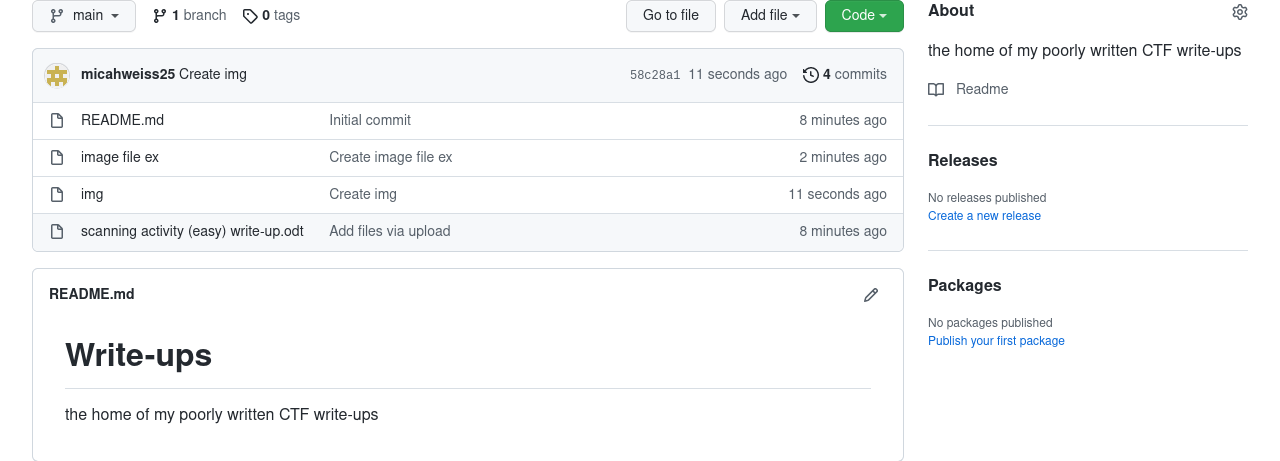 main 1 branch 0 tags Go to file Add file Code
micahweiss25 Create img 58c28a1 11 seconds ago 4 commits
README.md Initial commit 8 minutes ago
image file ex Create image file ex 2 minutes ago
img Create img 11 seconds ago
scanning activity (easy) write-up.odt Add files via upload 8 minutes ago
README.md
Write-ups
the home of my poorly written CTF write-ups
About
the home of my poorly written CTF write-ups
Readme
Releases
No releases published
Create a new release
Packages
No packages published
Publish your first package